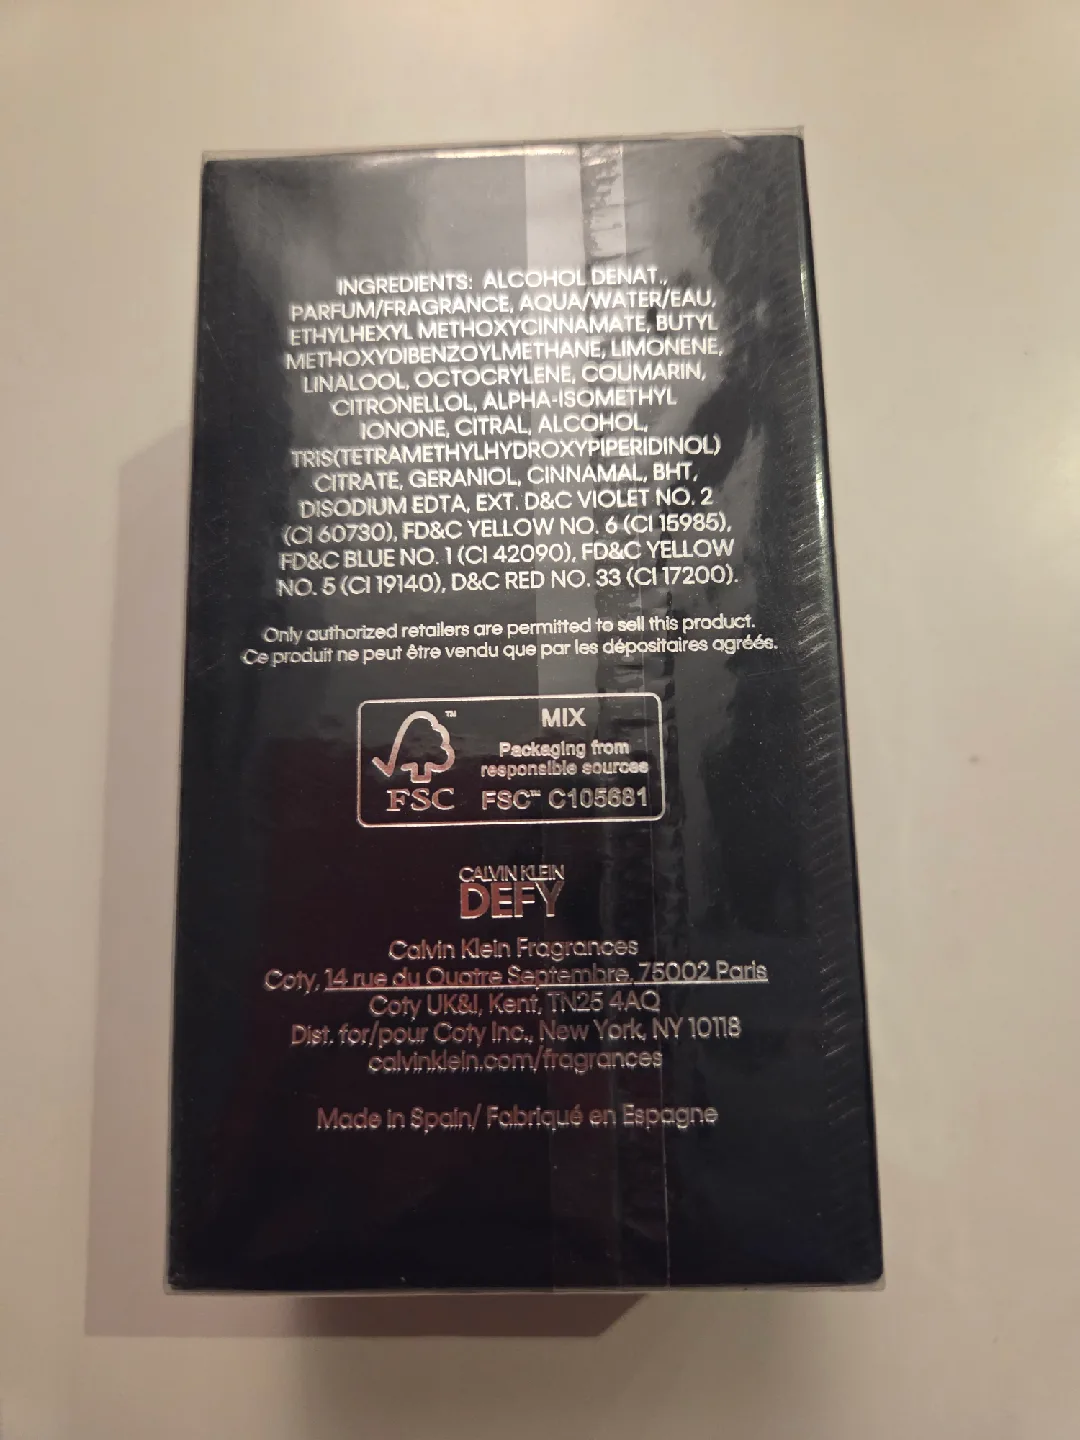 INGREDIENTS: ALCOHOL DENAT.,
PARFUM/FRAGRANCE, AQUA/WATER/EAU,
ETHYLHEXYL METHOXYCINNAMATE, BUTYL
METHOXYDIBENZOYLMETHANE, LIMONENE,
LINALOOL, OCTOCRYLENE, COUMARIN,
CITRONELLOL, ALPHA-ISOMETHYL
IONONE, CITRAL, ALCOHOL,
TRIS(TETRAMETHYLHYDROXYPIPERIDINOL)
CITRATE, GERANIOL, CINNAMAL, BHT,
DISODIUM EDTA, EXT. D&C VIOLET NO. 2
(CI 60730), FD&C YELLOW NO. 6 (CI 15985),
FD&C BLUE NO. 1 (CI 42090), FD&C YELLOW
NO. 5 (CI 19140), D&C RED NO. 33 (CI 17200).
Only authorized retailers are permitted to sell this product.
Ce produit ne peut être vendu que par les dépositaires agréés.
™
FSC
MIX
Packaging from
responsible sources
FSC™ C105681
CALVIN KLEIN
DEFY
Calvin Klein Fragrances
Coty, 14 rue du Quatre Septembre, 75002 Paris
Coty UK&I, Kent, TN25 4AQ
Dist. for/pour Coty Inc., New York, NY 10118
calvinklein.com/fragrances
Made in Spain/ Fabriqué en Espagne